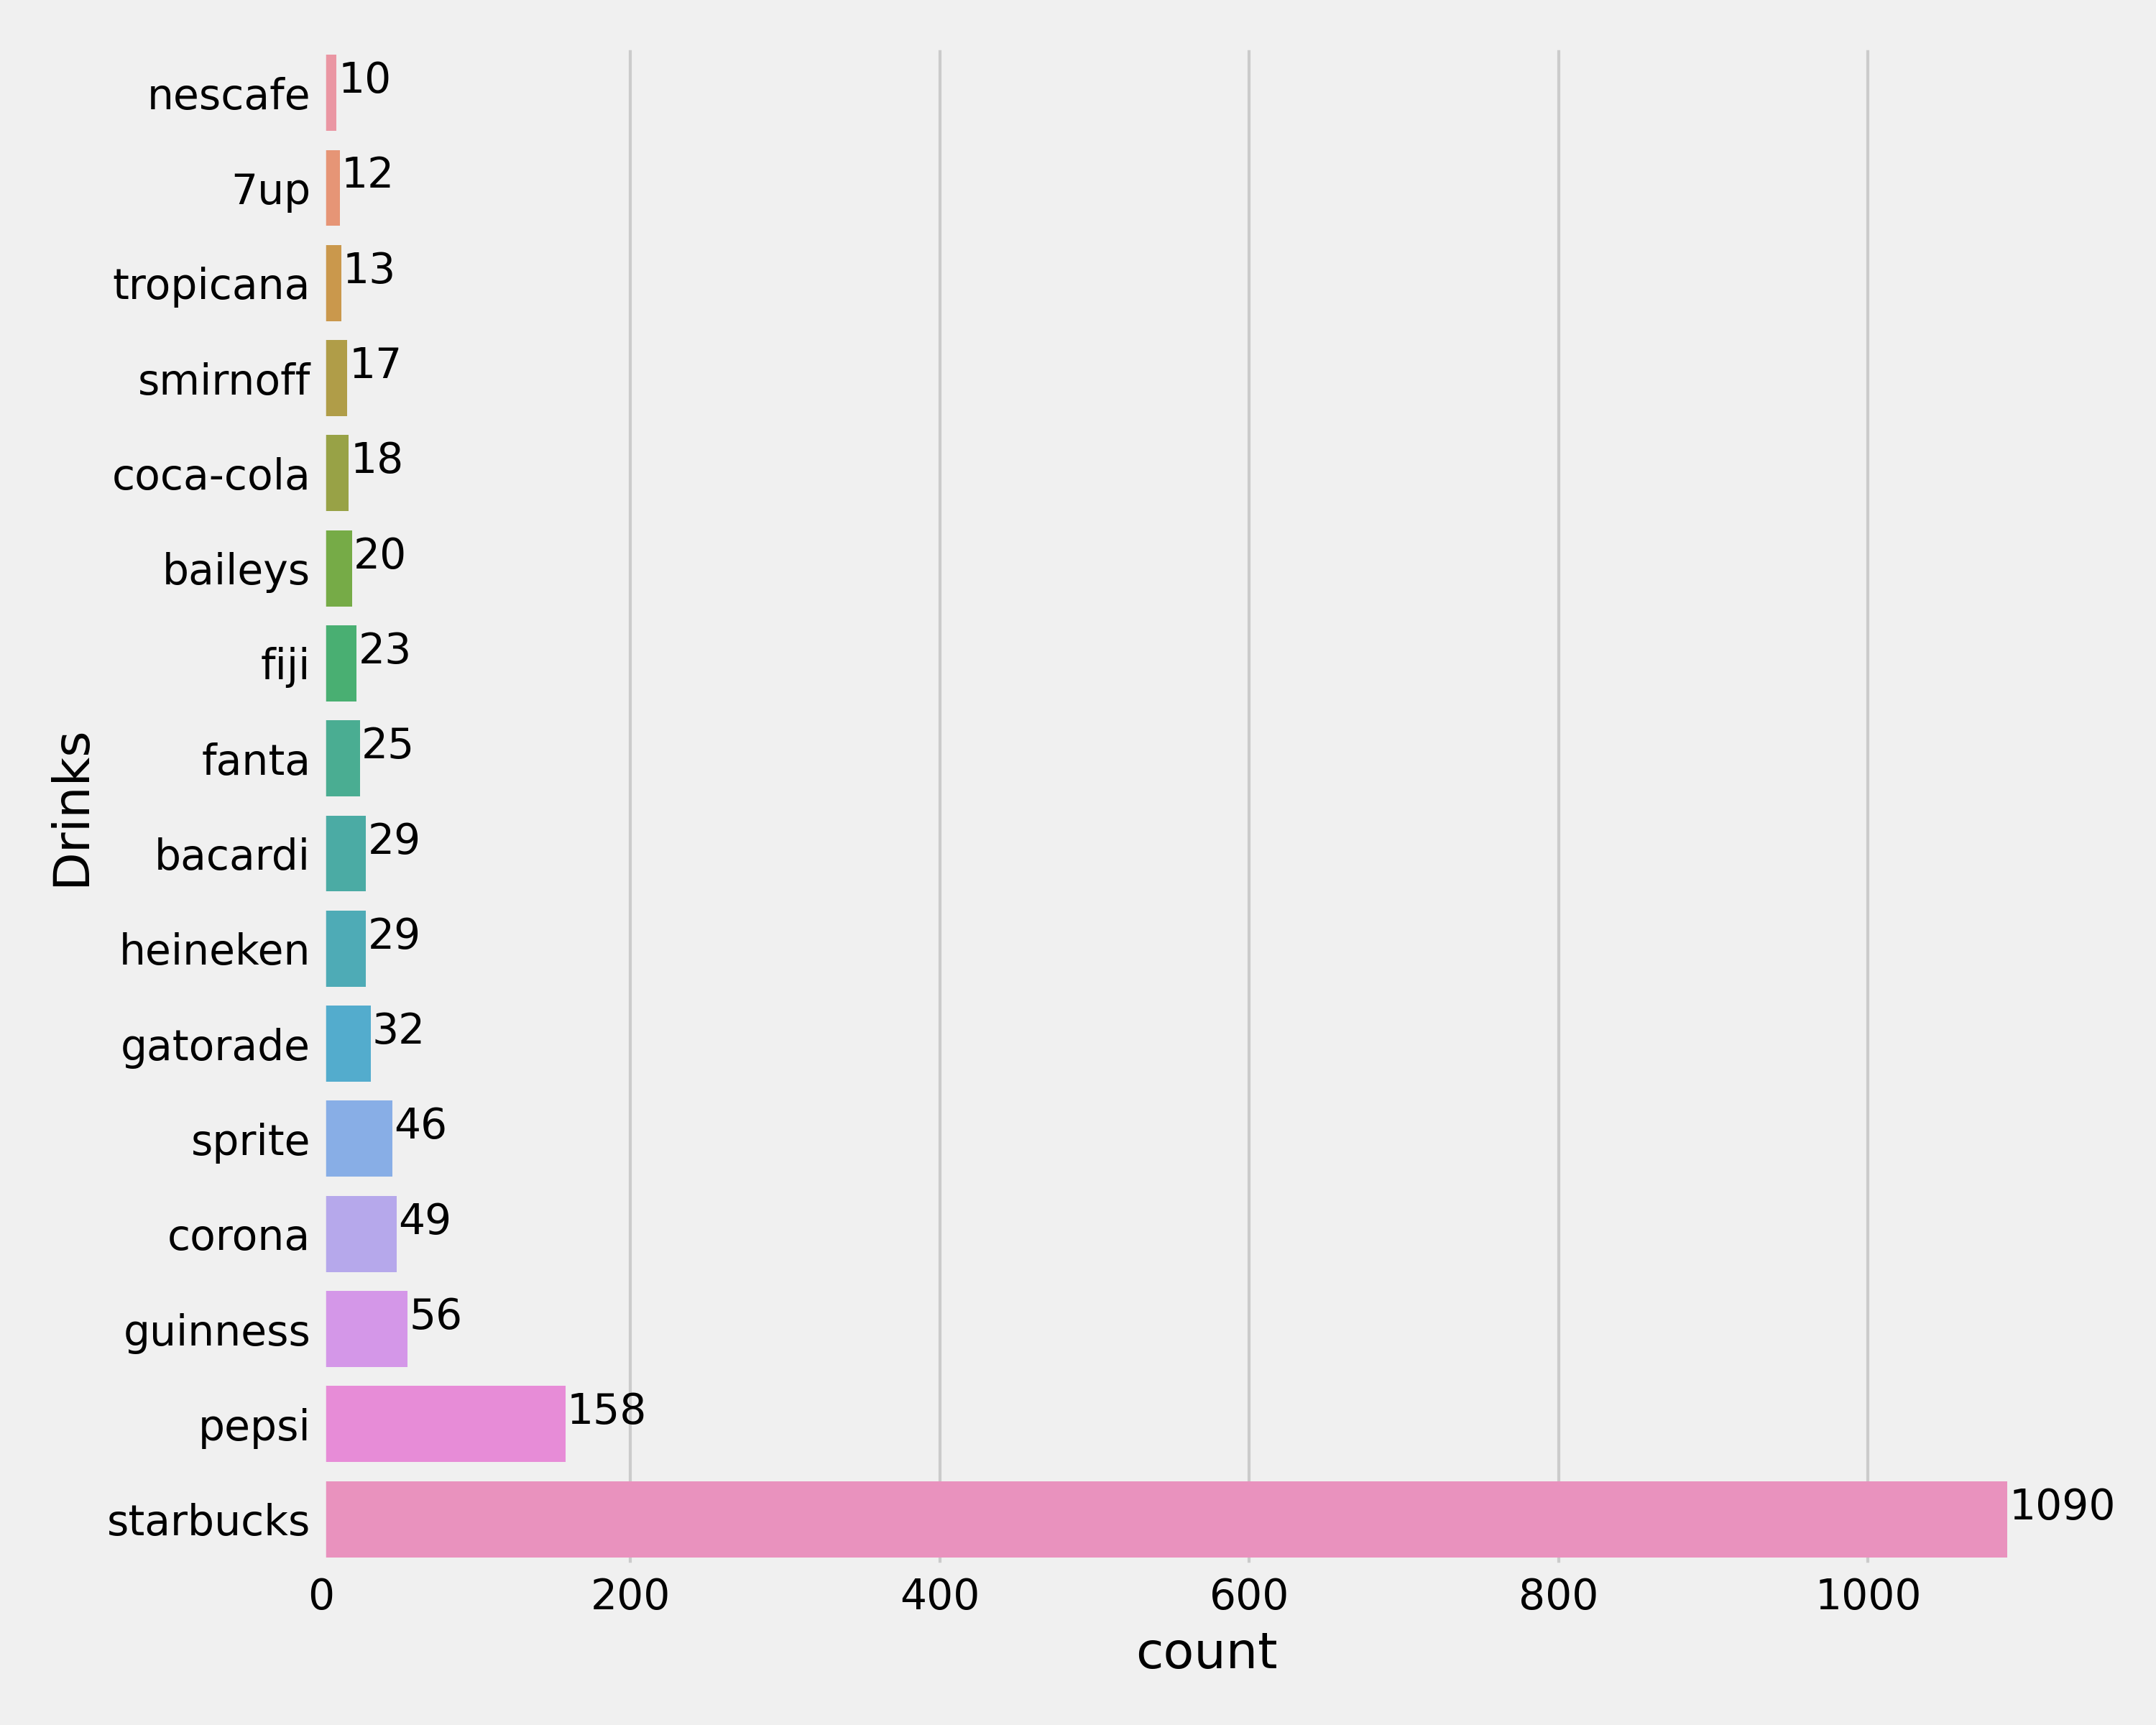 nescafe 10
7up 12
tropicana 13
smirnoff 17
coca-cola 18
baileys 20
fiji 23
fanta 25
bacardi 29
heineken 29
gatorade 32
sprite 46
corona 49
guinness 56
pepsi 158
starbucks 1090
Drinks
0 200 400 600 800 1000
count